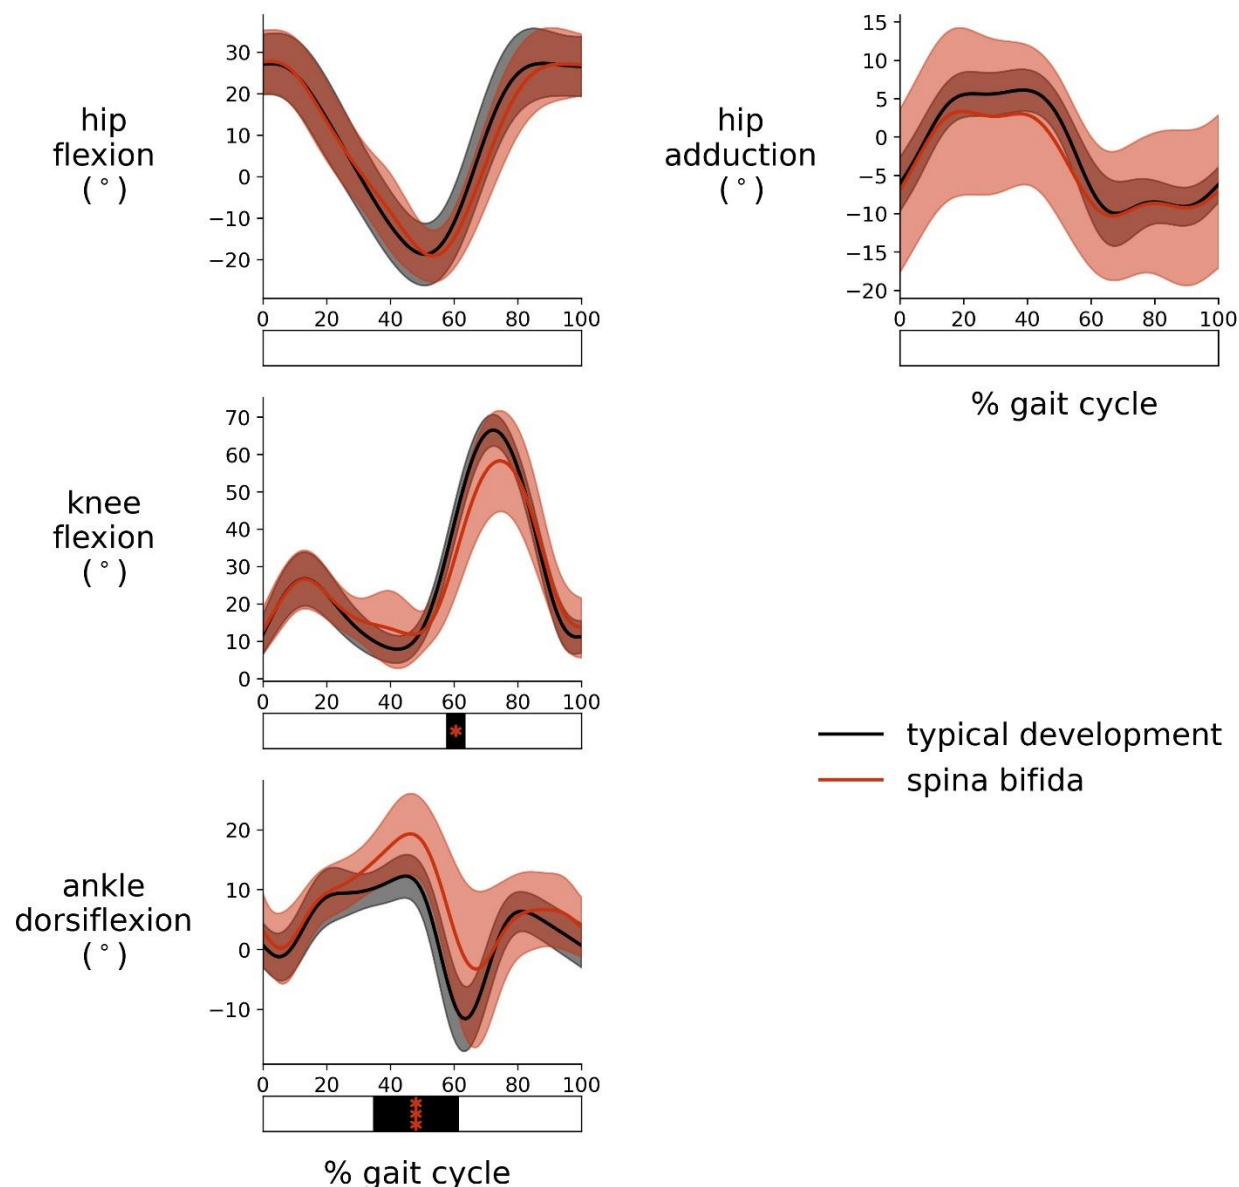 hip
flexion
(°)
30
20
10
0
−10
−20
0 20 40 60 80 100
hip
adduction
(°)
15
10
5
0
−5
−10
−15
−20
0 20 40 60 80 100
% gait cycle
knee
flexion
(°)
70
60
50
40
30
20
10
0
0 20 40 60 80 100
*
typical development
spina bifida
ankle
dorsiflexion
(°)
20
10
0
−10
0 20 40 60 80 100
*
*
*
% gait cycle